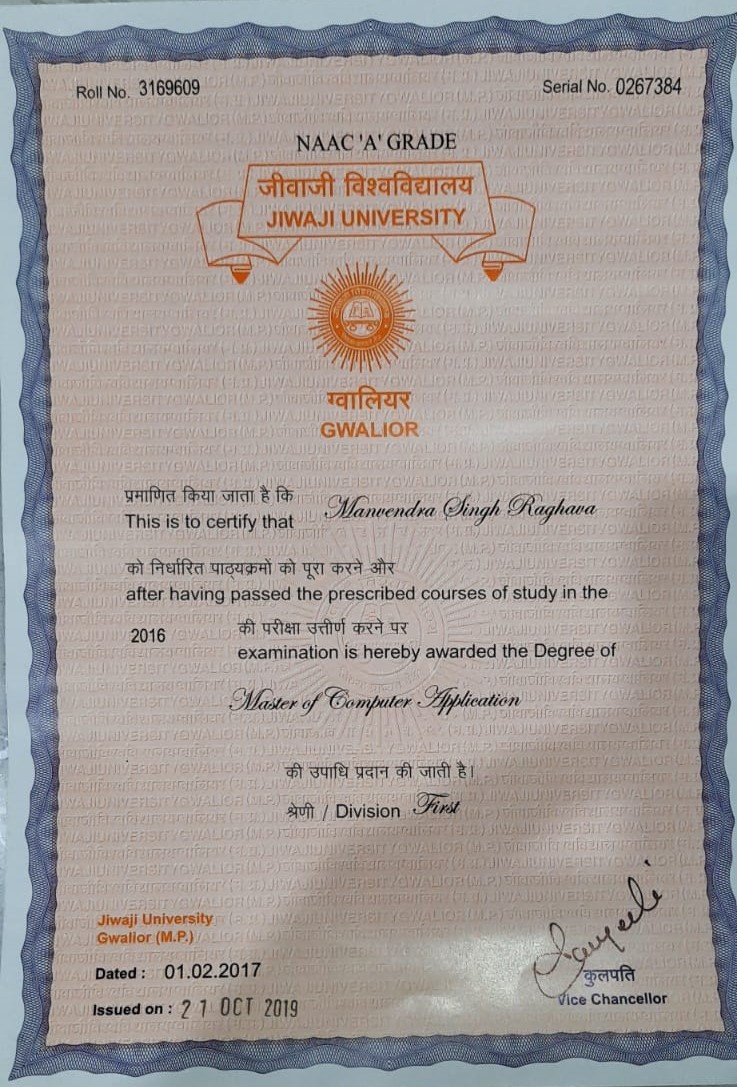 Roll No. 3169609
Serial No. 0267384
NAAC 'A' GRADE
जीवाजी विश्वविद्यालय
JIWAJI UNIVERSITY
ग्वालियर
GWALIOR
प्रमाणित किया जाता है कि
This is to certify that Manvendra Singh Raghava
को निर्धारित पाठ्यक्रमों को पूरा करने और
after having passed the prescribed courses of study in the
2016 की परीक्षा उत्तीर्ण करने पर
examination is hereby awarded the Degree of
Master of Computer Application
की उपाधि प्रदान की जाती है।
श्रेणी / Division First
Jiwaji University
Gwalior (M.P.)
Dated : 01.02.2017
Issued on : 21 OCT 2019
कुलपति
Vice Chancellor